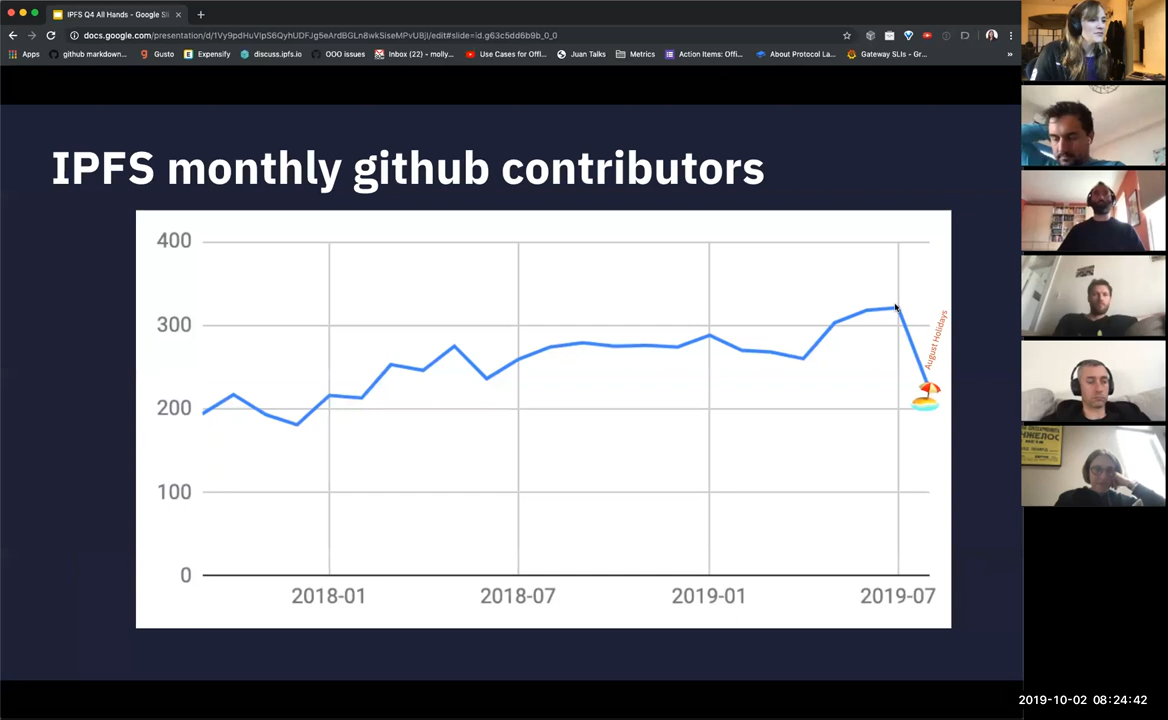 IPFS Q4 All Hands - Google Sli
docs.google.com/presentation/d/1Vy9pdHuVlpS6QyhUDFJg5eArdBGLn8wkSiseMPvUBjI/edit#slide=id.g63c5dd6b9b_0_0
Apps
github markdown...
Gusto
Expensify
discuss.ipfs.io
OOO issues
Inbox (22) - molly...
Use Cases for Offl...
Juan Talks
Metrics
Action Items: Offi...
About Protocol La...
Gateway SLIs - Gr...
»
IPFS monthly github contributors
400
300
200
100
0
2018-01
2018-07
2019-01
2019-07
August Holidays
2019-10-02 08:24:42